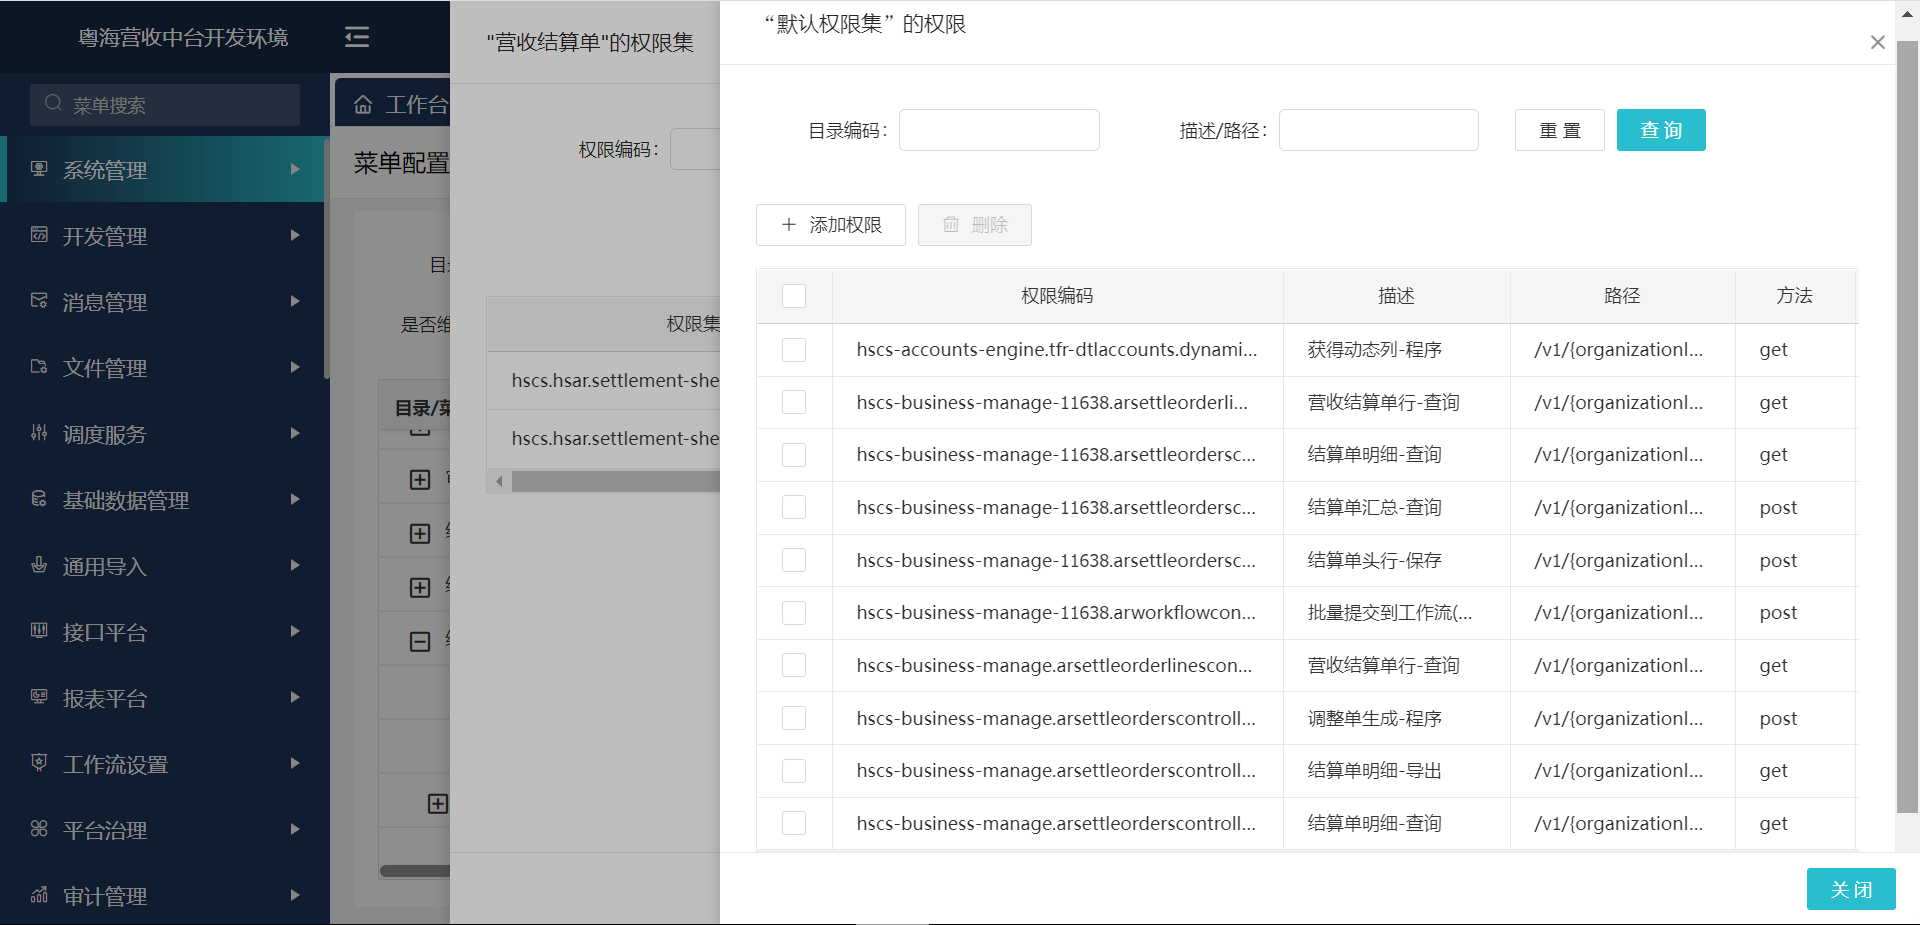 粤海营收中台开发环境
菜单搜索
系统管理
开发管理
消息管理
文件管理
调度服务
基础数据管理
通用导入
接口平台
报表平台
工作流设置
平台治理
审计管理
工作台
菜单配置
是否维
目录/菜
"营收结算单"的权限集
权限编码：
权限集
hscs.hsar.settlement-she
hscs.hsar.settlement-she
“默认权限集”的权限
目录编码： 描述/路径： 重 置 查 询
添加权限 删除
权限编码 描述 路径 方法
hscs-accounts-engine.tfr-dtlaccounts.dynami... 获得动态列-程序 /v1/{organizationI... get
hscs-business-manage-11638.arsettleorderli... 营收结算单行-查询 /v1/{organizationI... get
hscs-business-manage-11638.arsettleordersc... 结算单明细-查询 /v1/{organizationI... get
hscs-business-manage-11638.arsettleordersc... 结算单汇总-查询 /v1/{organizationI... post
hscs-business-manage-11638.arsettleordersc... 结算单头行-保存 /v1/{organizationI... post
hscs-business-manage-11638.arworkflowcon... 批量提交到工作流(... /v1/{organizationI... post
hscs-business-manage.arsettleorderlinescon... 营收结算单行-查询 /v1/{organizationI... get
hscs-business-manage.arsettleorderscontroll... 调整单生成-程序 /v1/{organizationI... post
hscs-business-manage.arsettleorderscontroll... 结算单明细-导出 /v1/{organizationI... get
hscs-business-manage.arsettleorderscontroll... 结算单明细-查询 /v1/{organizationI... get
关 闭